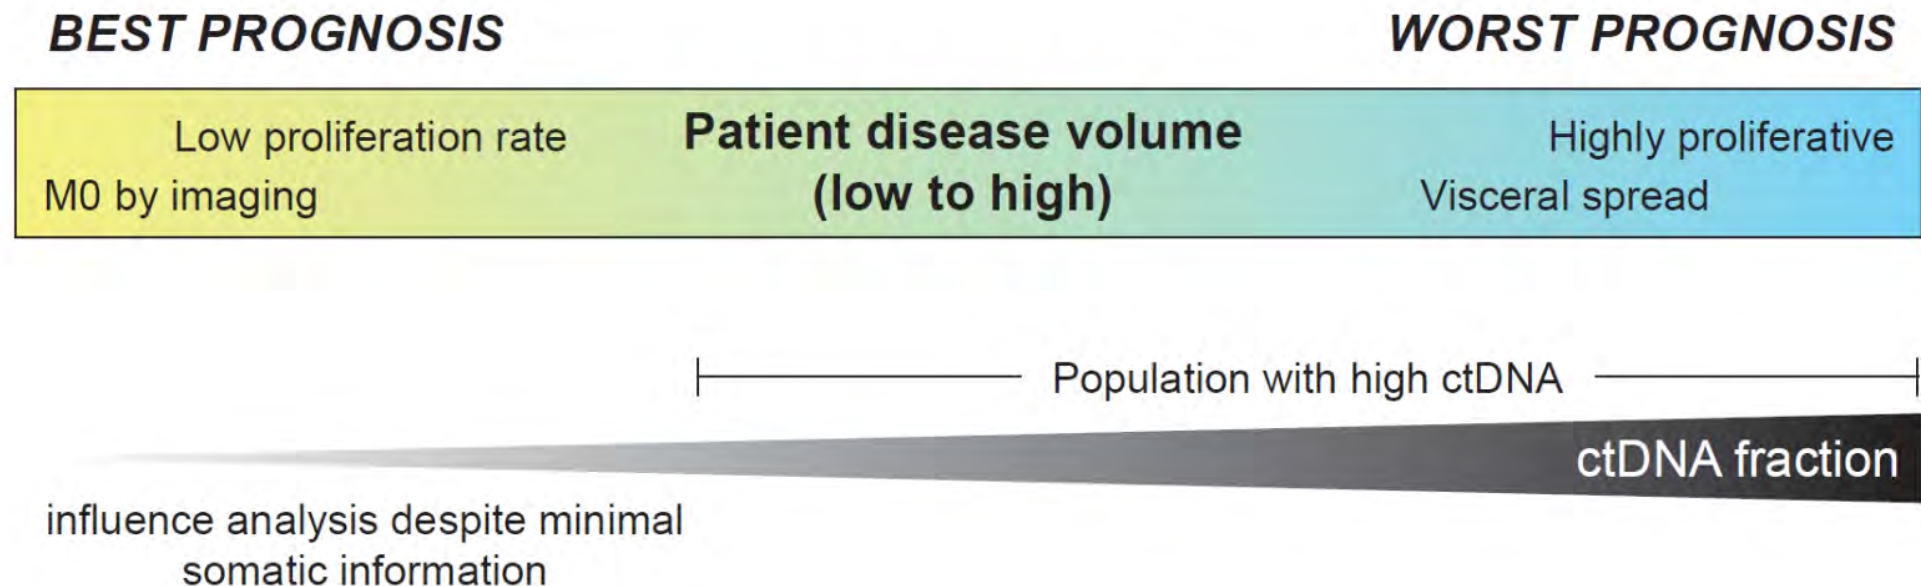 BEST PROGNOSIS
WORST PROGNOSIS
Low proliferation rate
M0 by imaging
Patient disease volume
(low to high)
Highly proliferative
Visceral spread
Population with high ctDNA
ctDNA fraction
influence analysis despite minimal
somatic information